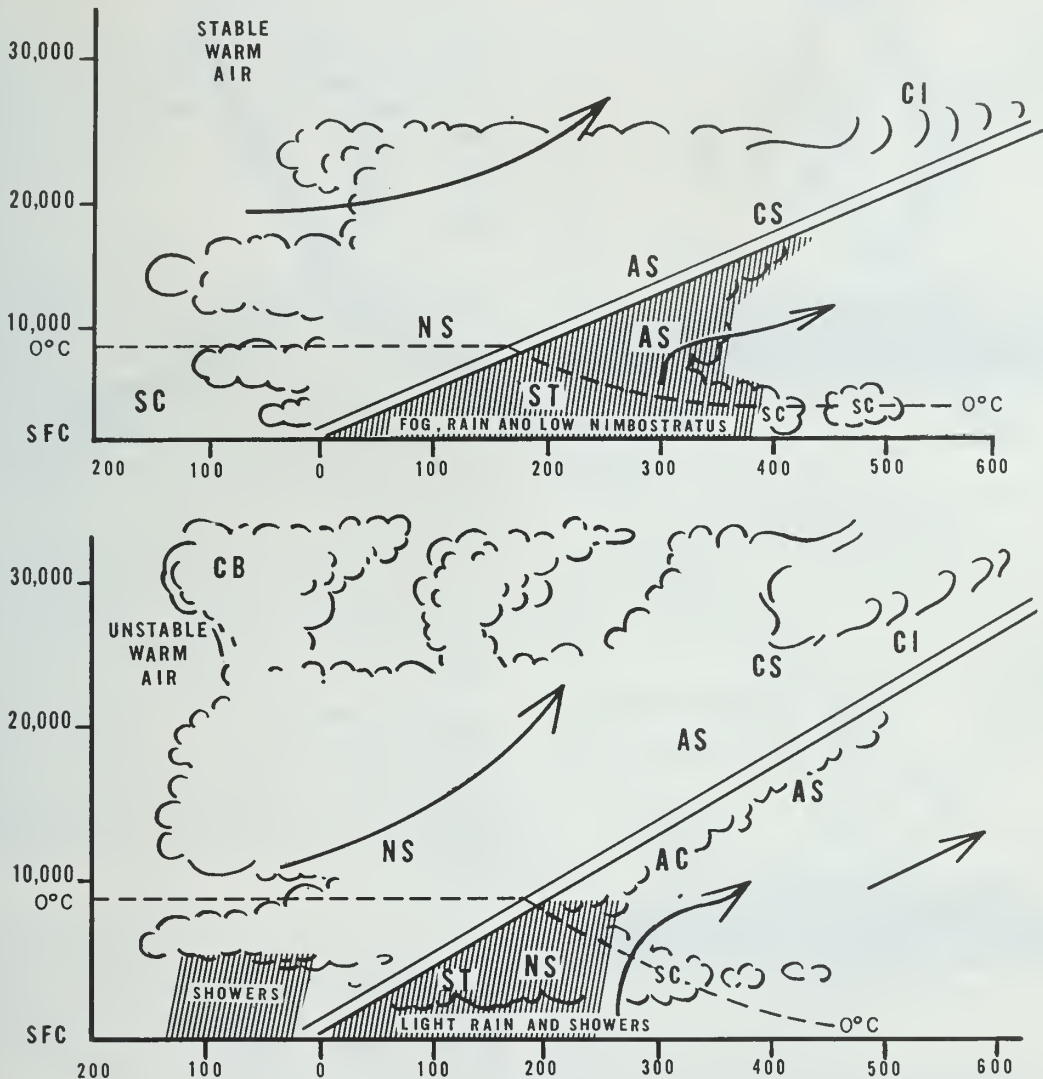 STABLE
WARM
AIR
30,000
CI
20,000
CS
AS
10,000
NS
0°C
AS
SC
ST
SC
SC
0°C
SFC
FOG, RAIN AND LOW NIMBOSTRATUS
200 100 0 100 200 300 400 500 600
CB
30,000
UNSTABLE
WARM
AIR
CI
CS
20,000
AS
AS
NS
AC
10,000
0°C
SC
NS
ST
SHOWERS
LIGHT RAIN AND SHOWERS
0°C
SFC
200 100 0 100 200 300 400 500 600